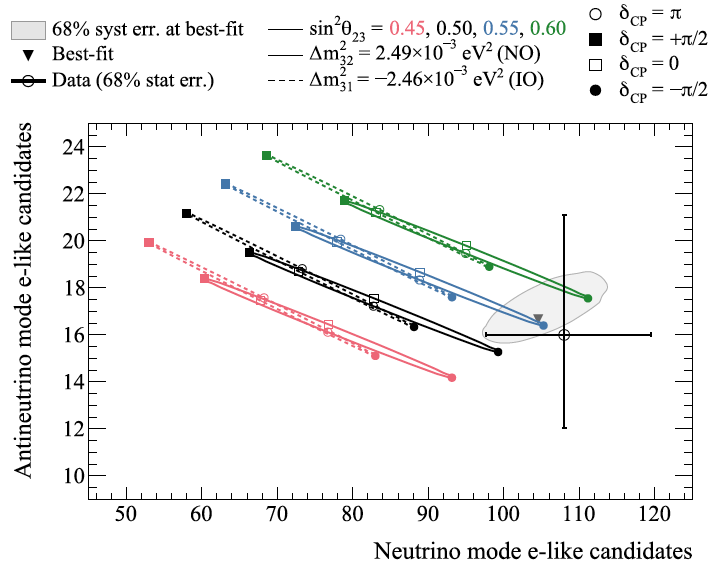 68% syst err. at best-fit
Best-fit
Data (68% stat err.)
sin²θ₂₃ = 0.45, 0.50, 0.55, 0.60
Δm²₃₂ = 2.49×10⁻³ eV² (NO)
Δm²₃₁ = −2.46×10⁻³ eV² (IO)
δCP = π
δCP = +π/2
δCP = 0
δCP = −π/2
Antineutrino mode e-like candidates
24
22
20
18
16
14
12
10
50 60 70 80 90 100 110 120
Neutrino mode e-like candidates